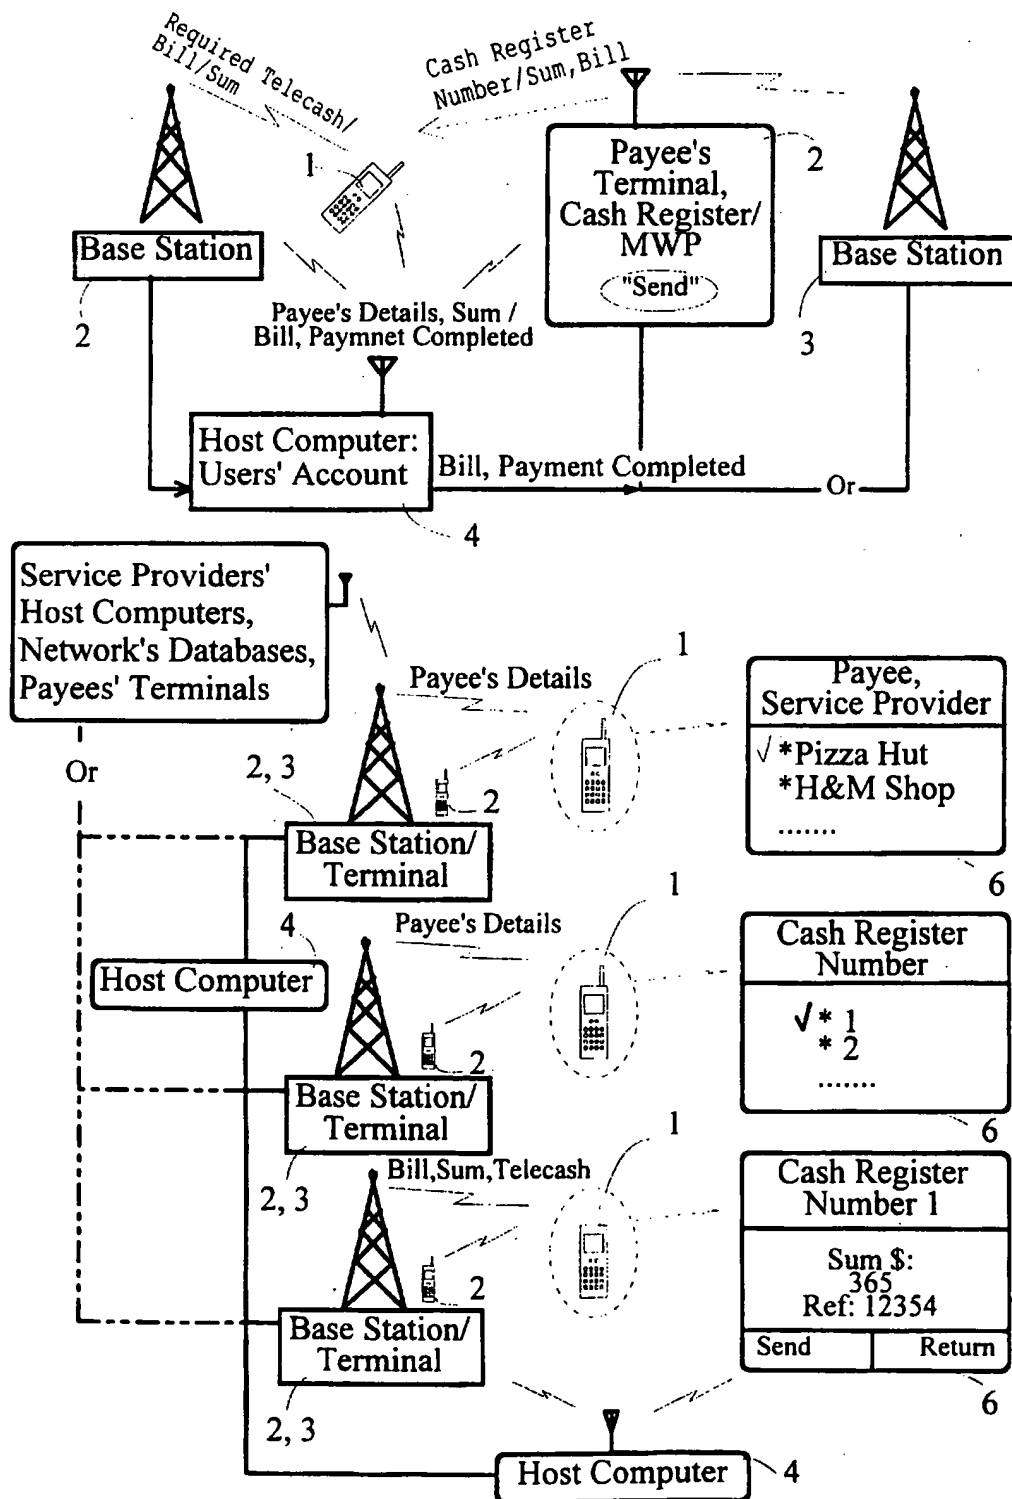 Required Telecash/
Bill/Sum
Cash Register
Number/Sum,Bill
1
2
Payee's
Terminal,
Cash Register/
MWP
"Send"
Base Station
2
Base Station
3
Payee's Details, Sum /
Bill, Paymnet Completed
Host Computer:
Users' Account
Bill, Payment Completed
Or
4
Service Providers'
Host Computers,
Network's Databases,
Payees' Terminals
Or
Payee's Details
1
Payee,
Service Provider
√ *Pizza Hut
*H&M Shop
.......
6
2, 3
2
Base Station/
Terminal
4
Host Computer
Payee's Details
1
Cash Register
Number
√ * 1
* 2
.......
6
2
Base Station/
Terminal
2, 3
Bill,Sum,Telecash
1
Cash Register
Number 1
Sum $:
365
Ref: 12354
Send
Return
6
2
Base Station/
Terminal
2, 3
Host Computer
4